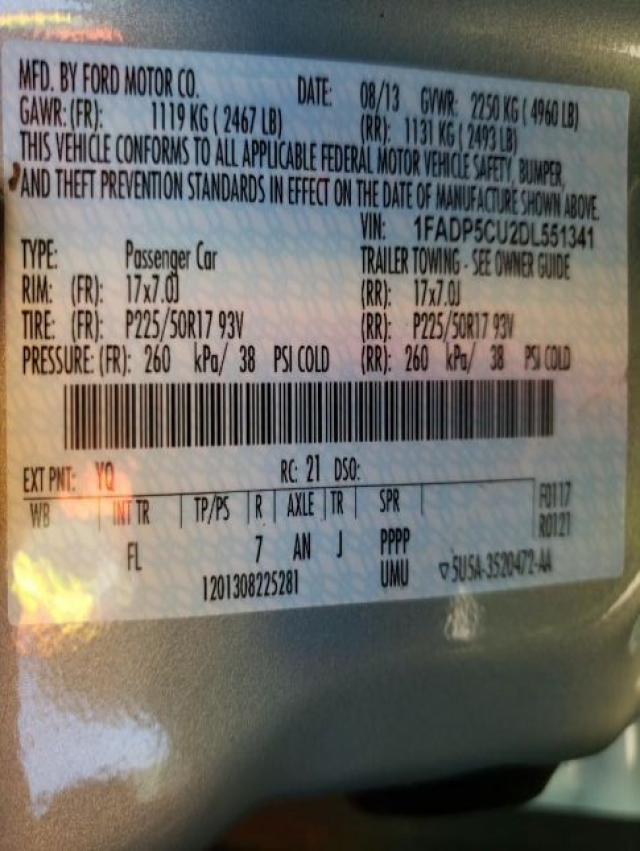 MFD. BY FORD MOTOR CO. DATE: 08/13 GVWR: 2250 KG ( 4960 LB)
GAWR: (FR): 1119 KG ( 2467 LB) (RR): 1131 KG ( 2493 LB)
THIS VEHICLE CONFORMS TO ALL APPLICABLE FEDERAL MOTOR VEHICLE SAFETY, BUMPER,
AND THEFT PREVENTION STANDARDS IN EFFECT ON THE DATE OF MANUFACTURE SHOWN ABOVE.
VIN: 1FADP5CU2DL551341
TYPE: Passenger Car TRAILER TOWING - SEE OWNER GUIDE
RIM: (FR): 17x7.0J (RR): 17x7.0J
TIRE: (FR): P225/50R17 93V (RR): P225/50R17 93V
PRESSURE: (FR): 260 kPa/ 38 PSI COLD (RR): 260 kPa/ 38 PSI COLD
EXT PNT: YQ RC: 21 DSO:
WB INT TR TP/PS R AXLE TR SPR F0117
R0121
FL 7 AN J PPPP
1201308225281 UMU ▽5U5A-3520472-AA